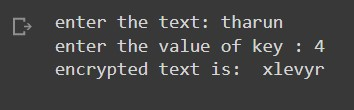 enter the text: tharun
enter the value of key : 4
encrypted text is:  xlevyr